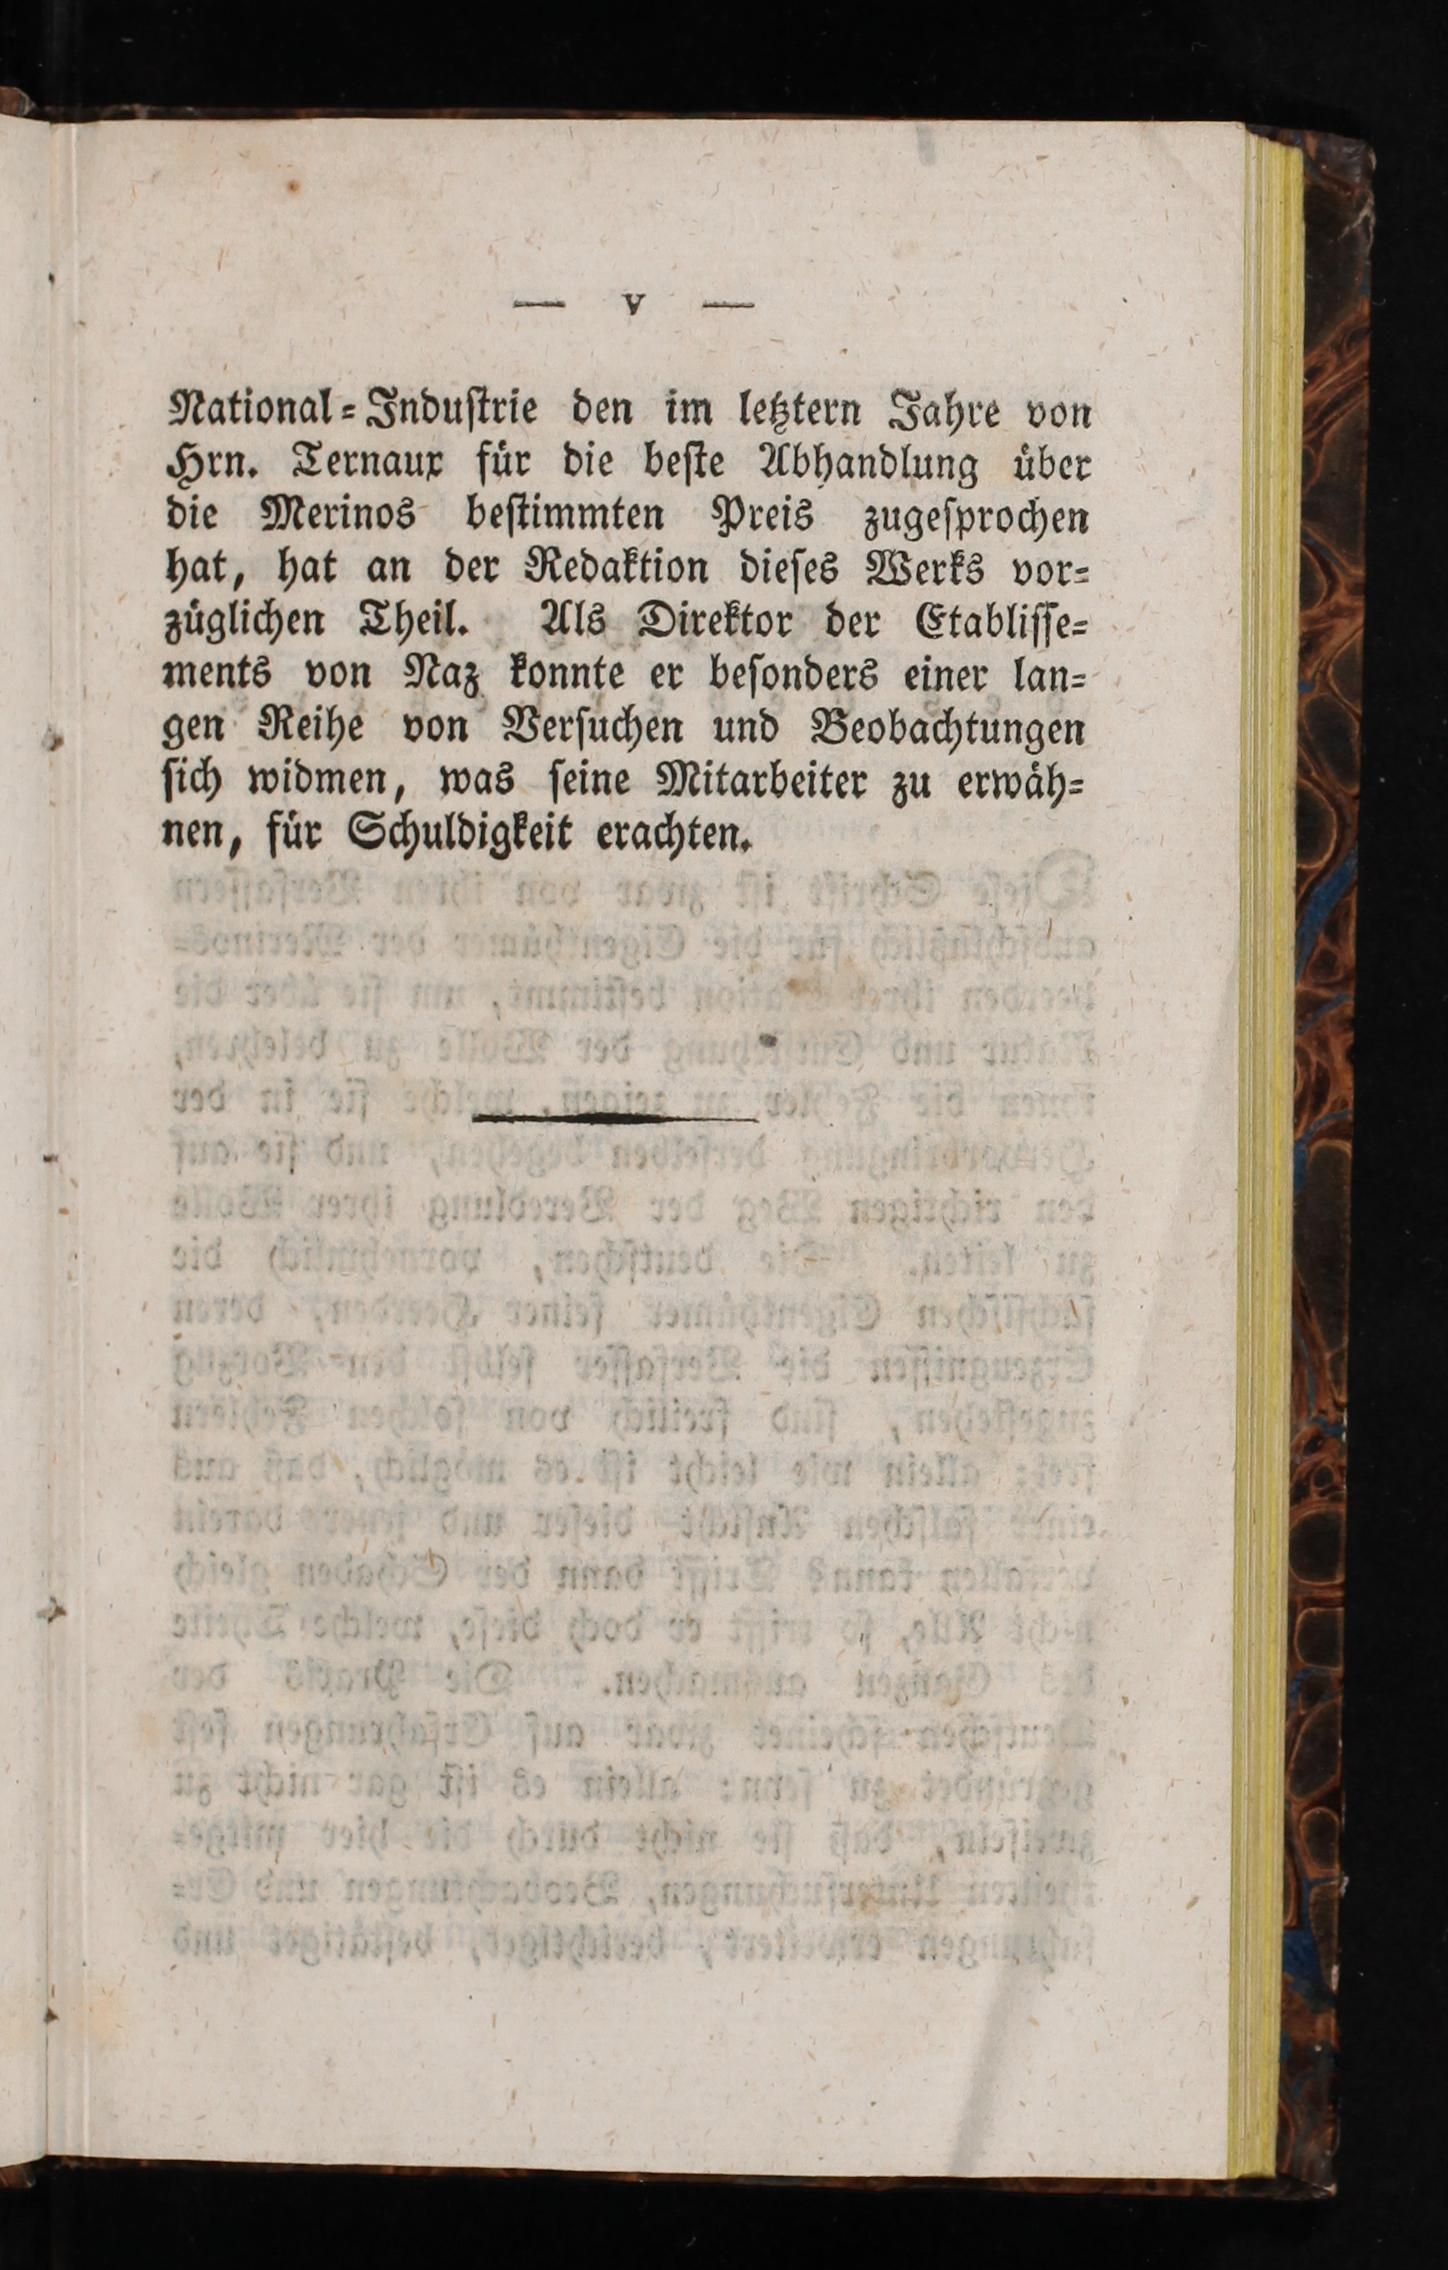 — v —
National-Induſtrie den im letztern Jahre von
Hrn. Ternaux für die beſte Abhandlung über
die Merinos beſtimmten Preis zugeſprochen
hat, hat an der Redaktion dieſes Werks vor-
züglichen Theil. Als Direktor der Etabliſſe-
ments von Naz konnte er beſonders einer lan-
gen Reihe von Verſuchen und Beobachtungen
ſich widmen, was ſeine Mitarbeiter zu erwäh-
nen, für Schuldigkeit erachten.